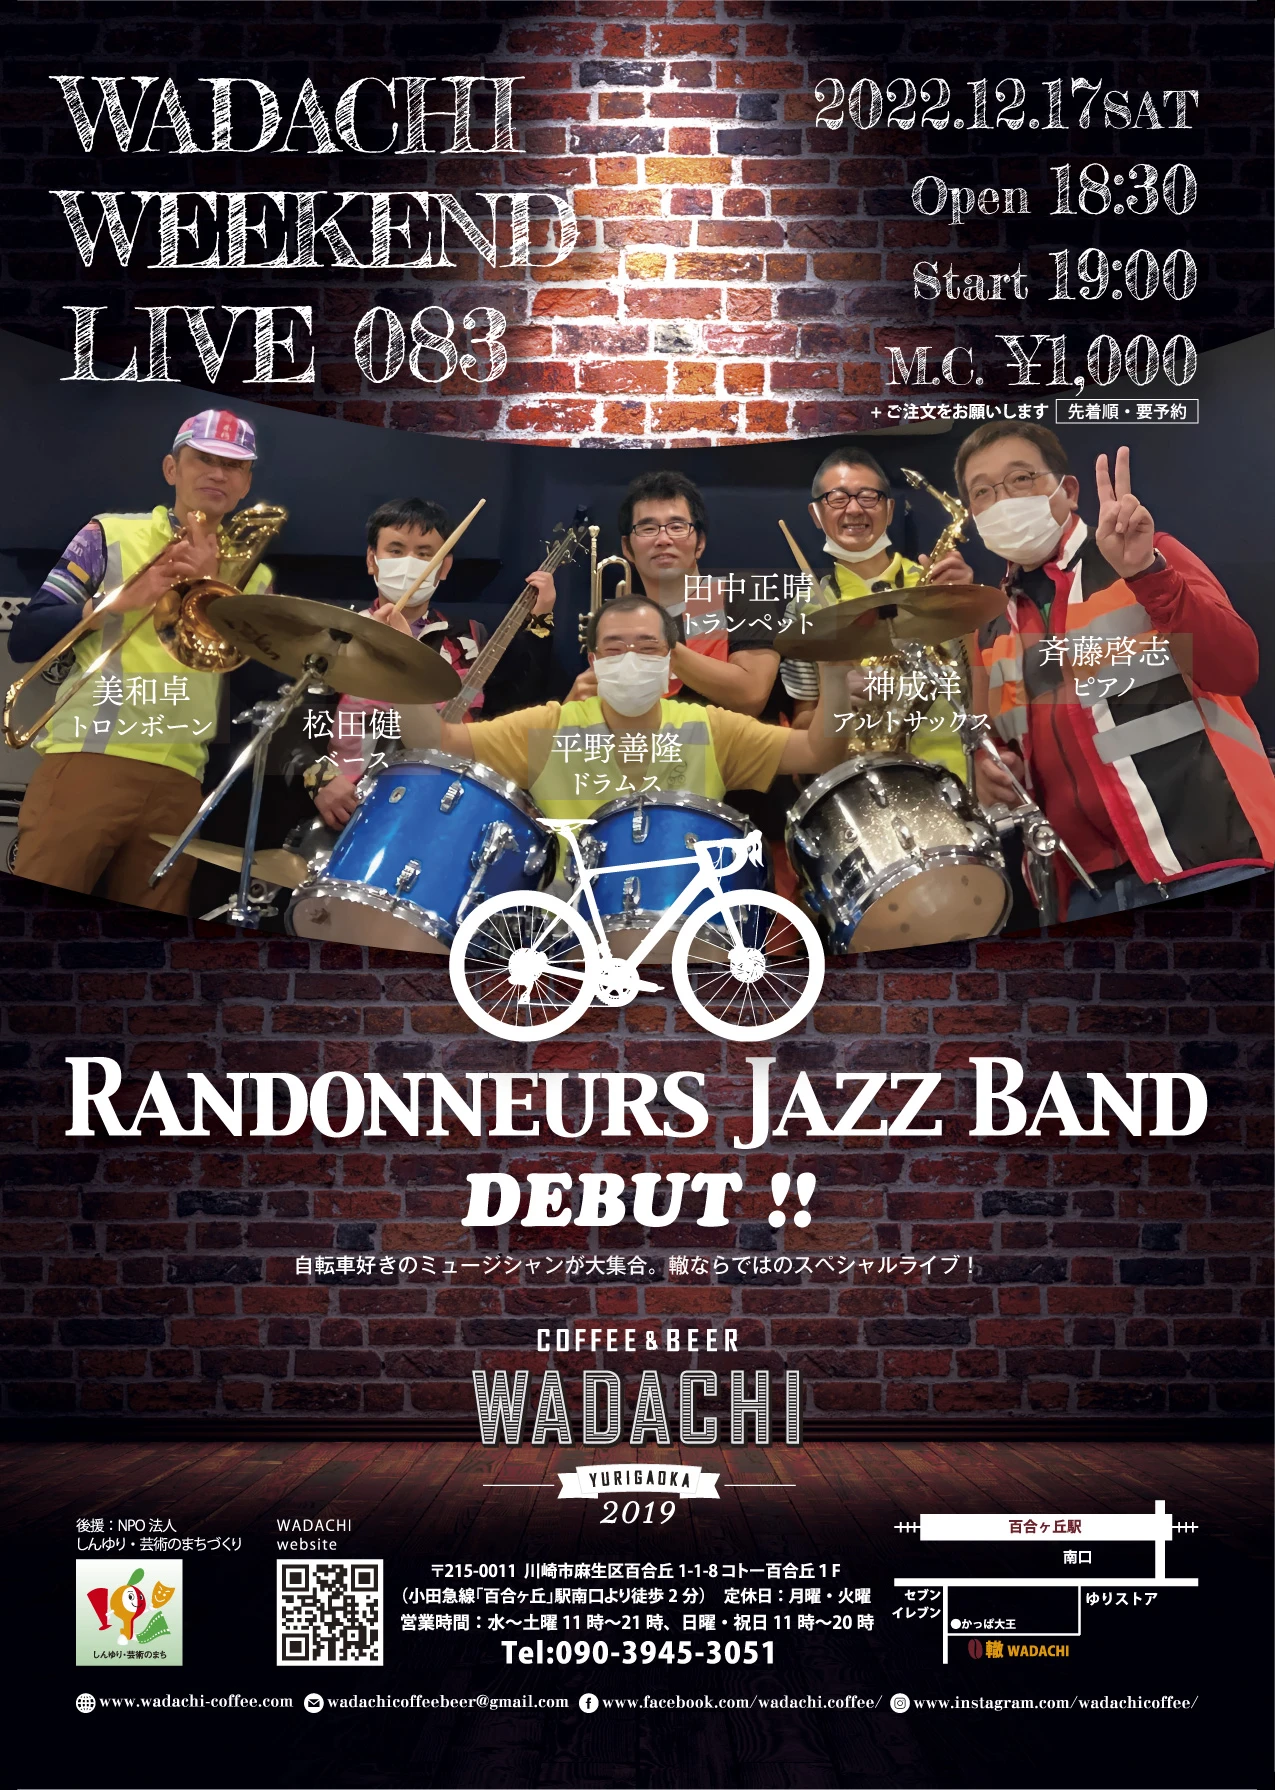 WADACHI
WEEKEND
LIVE 083
2022.12.17SAT
Open 18:30
Start 19:00
M.C. ¥1,000
+ ご注文をお願いします 先着順・要予約
田中正晴
トランペット
斉藤啓志
ピアノ
美和卓
トロンボーン
神成洋
アルトサックス
松田健
ベース
平野善隆
ドラムス
RANDONNEURS JAZZ BAND
DEBUT !!
自転車好きのミュージシャンが大集合。轍ならではのスペシャルライブ！
COFFEE & BEER
WADACHI
YURIGAOKA
2019
後援：NPO 法人
しんゆり・芸術のまちづくり
しんゆり・芸術のまち
WADACHI
website
〒215-0011 川崎市麻生区百合丘 1-1-8 コトー百合丘 1 F
（小田急線「百合ヶ丘」駅南口より徒歩 2 分） 定休日：月曜・火曜
営業時間：水～土曜 11 時～21 時、日曜・祝日 11 時～20 時
Tel:090-3945-3051
百合ヶ丘駅
南口
セブン
イレブン
ゆりストア
●かっぱ大王
轍 WADACHI
www.wadachi-coffee.com wadachicoffeebeer@gmail.com www.facebook.com/wadachi.coffee/ www.instagram.com/wadachicoffee/